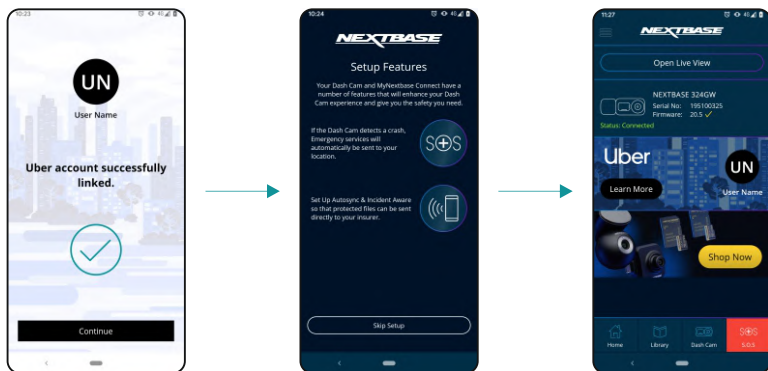 10:23
4G
UN
User Name
Uber account successfully
linked.
Continue
10:24
4G
NEXTBASE
Setup Features
Your Dash Cam and MyNextbase Connect have a
number of features that will enhance your Dash
Cam experience and give you the safety you need.
If the Dash Cam detects a crash,
Emergency services will
automatically be sent to your
location.
SOS
Set Up Autosync & Incident Aware
so that protected files can be sent
directly to your insurer.
Skip Setup
11:27
4G
NEXTBASE
Open Live View
NEXTBASE 324GW
Serial No: 195100325
Firmware: 20.5
Status: Connected
Uber
UN
Learn More
User Name
Shop Now
SOS
Home Library Dash Cam S.O.S